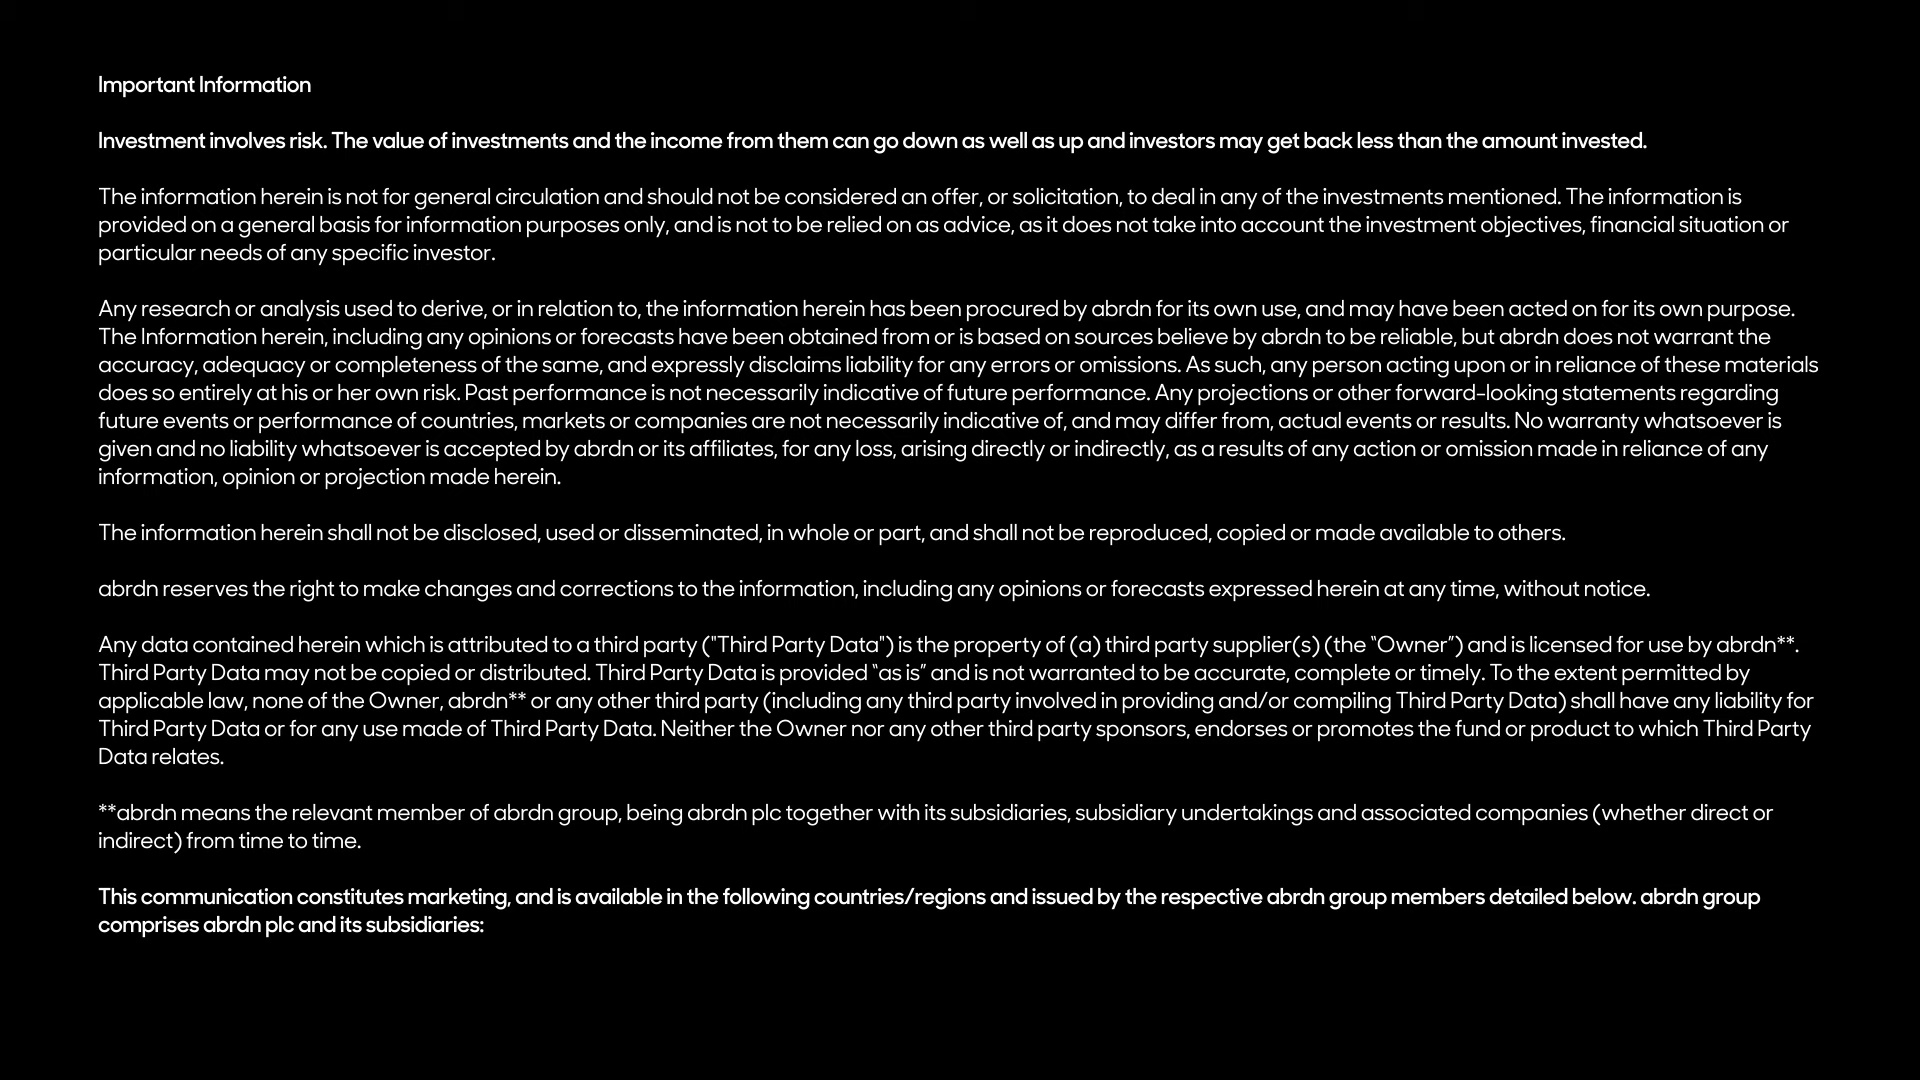 Important Information
Investment involves risk. The value of investments and the income from them can go down as well as up and investors may get back less than the amount invested.
The information herein is not for general circulation and should not be considered an offer, or solicitation, to deal in any of the investments mentioned. The information is
provided on a general basis for information purposes only, and is not to be relied on as advice, as it does not take into account the investment objectives, financial situation or
particular needs of any specific investor.
Any research or analysis used to derive, or in relation to, the information herein has been procured by abrdn for its own use, and may have been acted on for its own purpose.
The Information herein, including any opinions or forecasts have been obtained from or is based on sources believe by abrdn to be reliable, but abrdn does not warrant the
accuracy, adequacy or completeness of the same, and expressly disclaims liability for any errors or omissions. As such, any person acting upon or in reliance of these materials
does so entirely at his or her own risk. Past performance is not necessarily indicative of future performance. Any projections or other forward-looking statements regarding
future events or performance of countries, markets or companies are not necessarily indicative of, and may differ from, actual events or results. No warranty whatsoever is
given and no liability whatsoever is accepted by abrdn or its affiliates, for any loss, arising directly or indirectly, as a results of any action or omission made in reliance of any
information, opinion or projection made herein.
The information herein shall not be disclosed, used or disseminated, in whole or part, and shall not be reproduced, copied or made available to others.
abrdn reserves the right to make changes and corrections to the information, including any opinions or forecasts expressed herein at any time, without notice.
Any data contained herein which is attributed to a third party ("Third Party Data") is the property of (a) third party supplier(s) (the “Owner”) and is licensed for use by abrdn**.
Third Party Data may not be copied or distributed. Third Party Data is provided “as is” and is not warranted to be accurate, complete or timely. To the extent permitted by
applicable law, none of the Owner, abrdn** or any other third party (including any third party involved in providing and/or compiling Third Party Data) shall have any liability for
Third Party Data or for any use made of Third Party Data. Neither the Owner nor any other third party sponsors, endorses or promotes the fund or product to which Third Party
Data relates.
**abrdn means the relevant member of abrdn group, being abrdn plc together with its subsidiaries, subsidiary undertakings and associated companies (whether direct or
indirect) from time to time.
This communication constitutes marketing, and is available in the following countries/regions and issued by the respective abrdn group members detailed below. abrdn group
comprises abrdn plc and its subsidiaries: